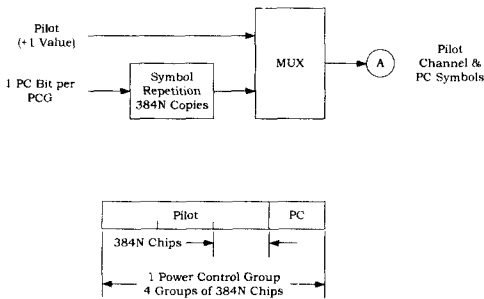 Pilot
(+1 Value)
1 PC Bit per
PCG
Symbol
Repetition
384N Copies
MUX
A
Pilot
Channel &
PC Symbols
Pilot
PC
384N Chips
1 Power Control Group
4 Groups of 384N Chips